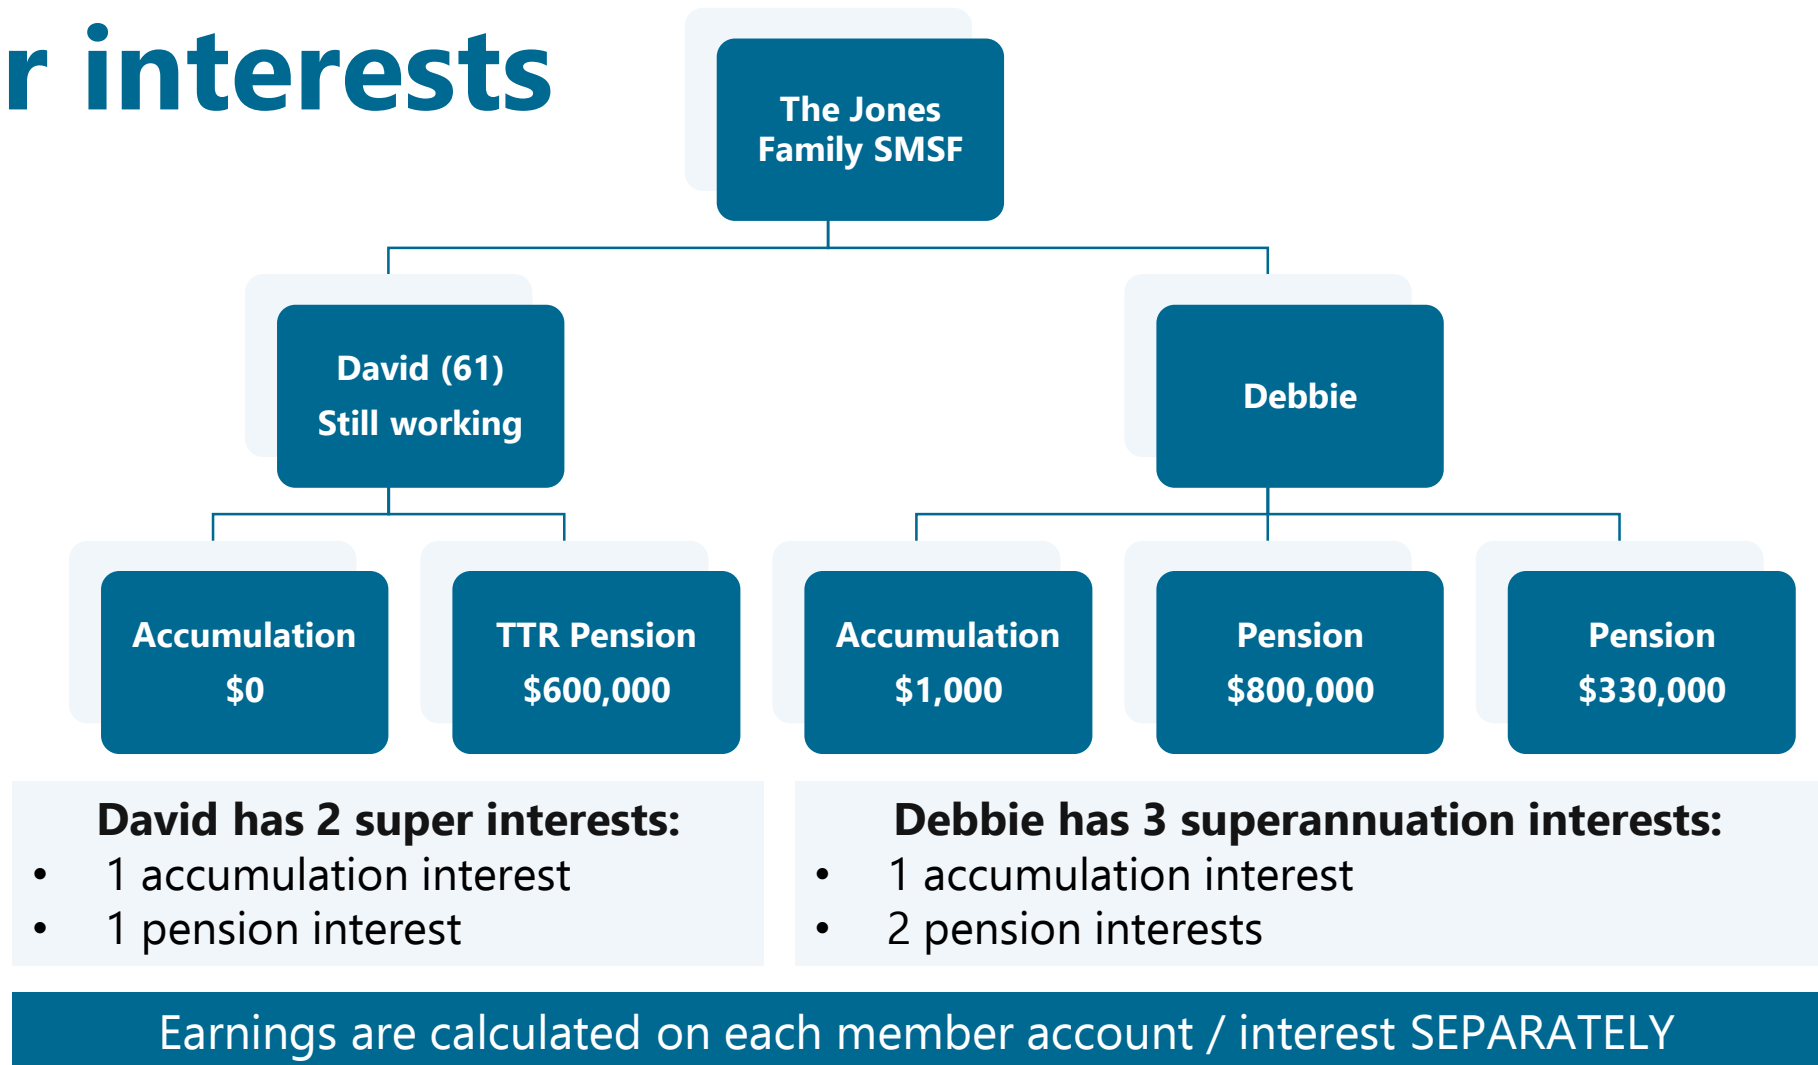 r interests
The Jones
Family SMSF
David (61)
Still working
Debbie
Accumulation
$0
TTR Pension
$600,000
Accumulation
$1,000
Pension
$800,000
Pension
$330,000
David has 2 super interests:
• 1 accumulation interest
• 1 pension interest
Debbie has 3 superannuation interests:
• 1 accumulation interest
• 2 pension interests
Earnings are calculated on each member account / interest SEPARATELY